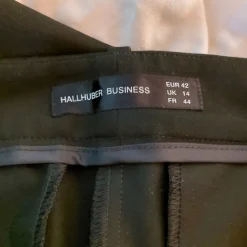 HALLHUBER BUSINESS
EUR 42
UK 14
FR 44